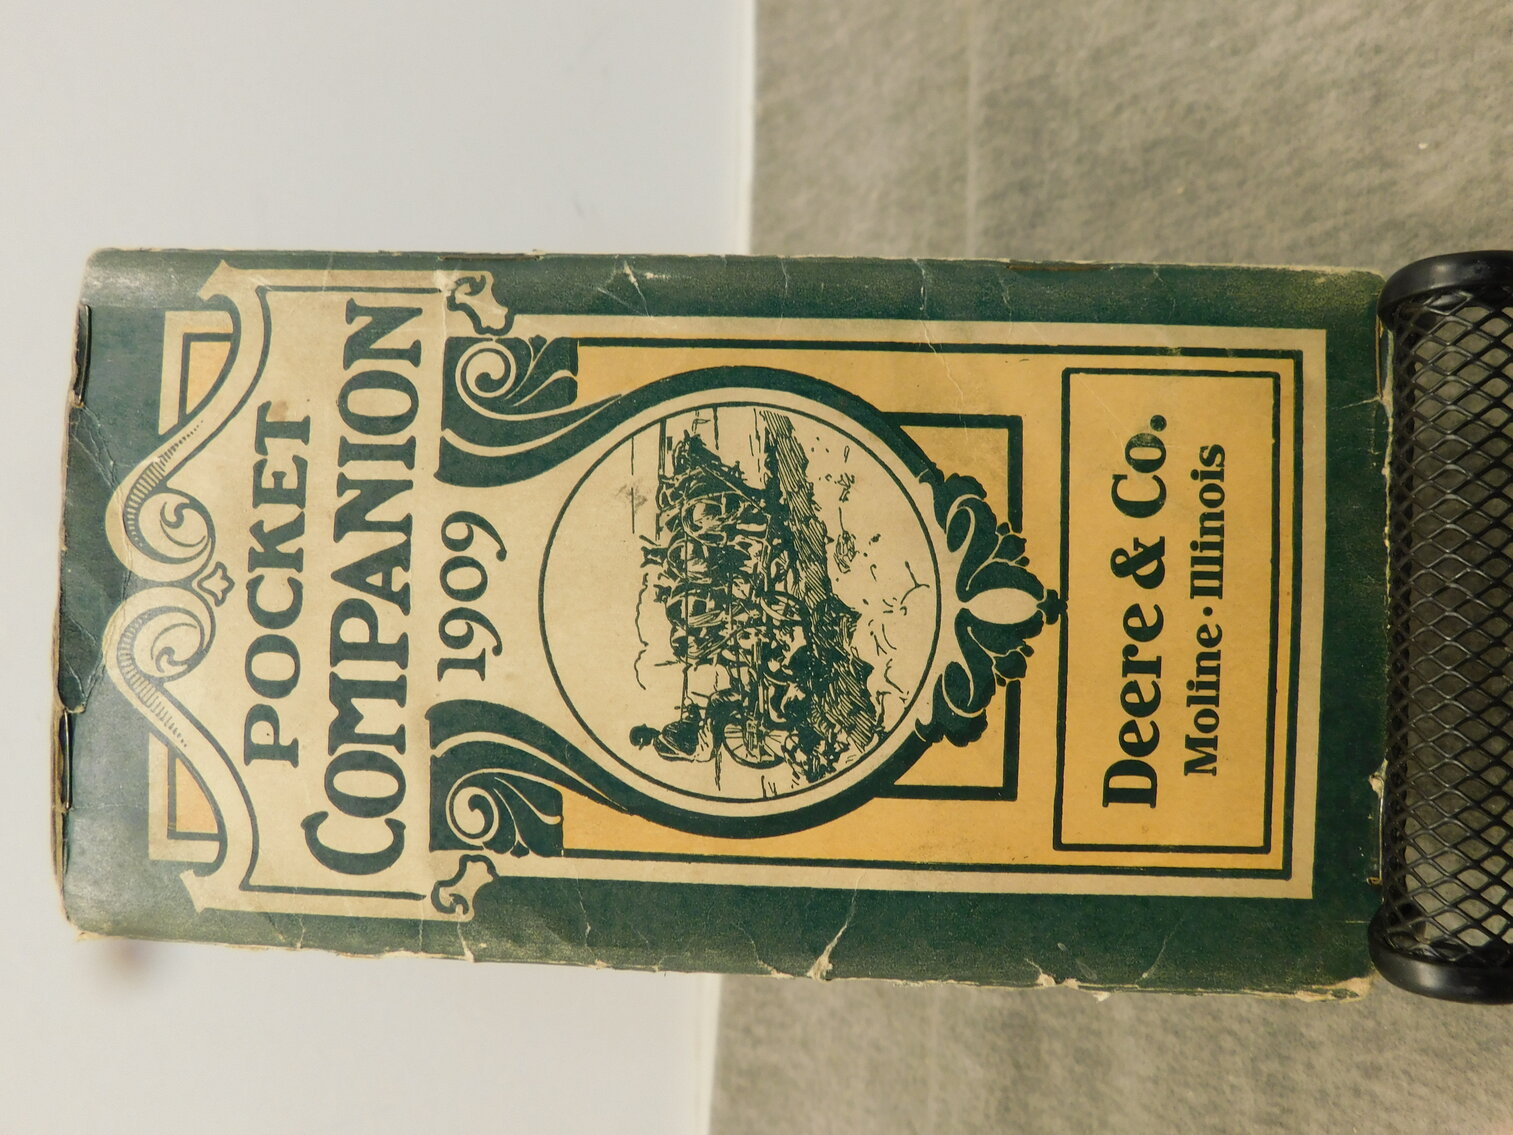 POCKET
COMPANION
1909
Deere & Co.
Moline · Illinois